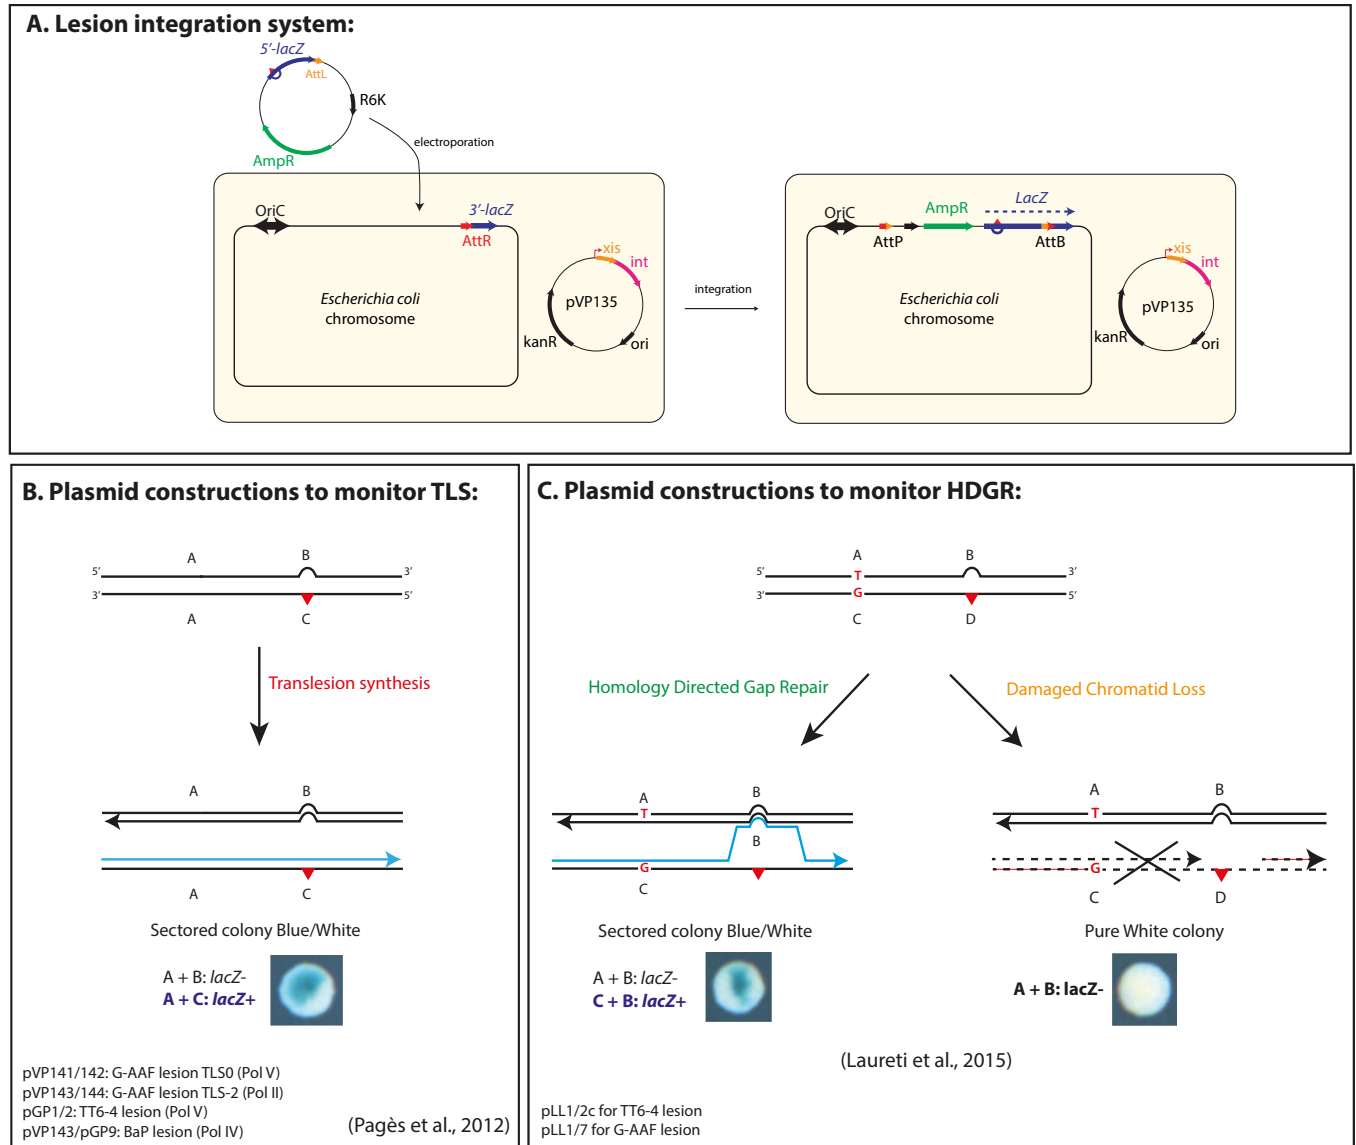 A. Lesion integration system:
5'-lacZ
AttL
R6K
AmpR
electroporation
OriC
3'-lacZ
AttR
xis
int
pVP135
kanR
ori
Escherichia coli
chromosome
integration
OriC
AmpR
LacZ
AttP
AttB
xis
int
pVP135
kanR
ori
Escherichia coli
chromosome
B. Plasmid constructions to monitor TLS:
A B
5' 3'
3' 5'
A C
Translesion synthesis
A B
A C
Sectored colony Blue/White
A + B: lacZ-
A + C: lacZ+
pVP141/142: G-AAF lesion TLS0 (Pol V)
pVP143/144: G-AAF lesion TLS-2 (Pol II)
pGP1/2: TT6-4 lesion (Pol V)
pVP143/pGP9: BaP lesion (Pol IV)
(Pagès et al., 2012)
C. Plasmid constructions to monitor HDGR:
A B
5' T 3'
3' G 5'
C D
Homology Directed Gap Repair
Damaged Chromatid Loss
A B
T
B
G
C
Sectored colony Blue/White
A + B: lacZ-
C + B: lacZ+
A B
T
G
C D
Pure White colony
A + B: lacZ-
(Laureti et al., 2015)
pLL1/2c for TT6-4 lesion
pLL1/7 for G-AAF lesion